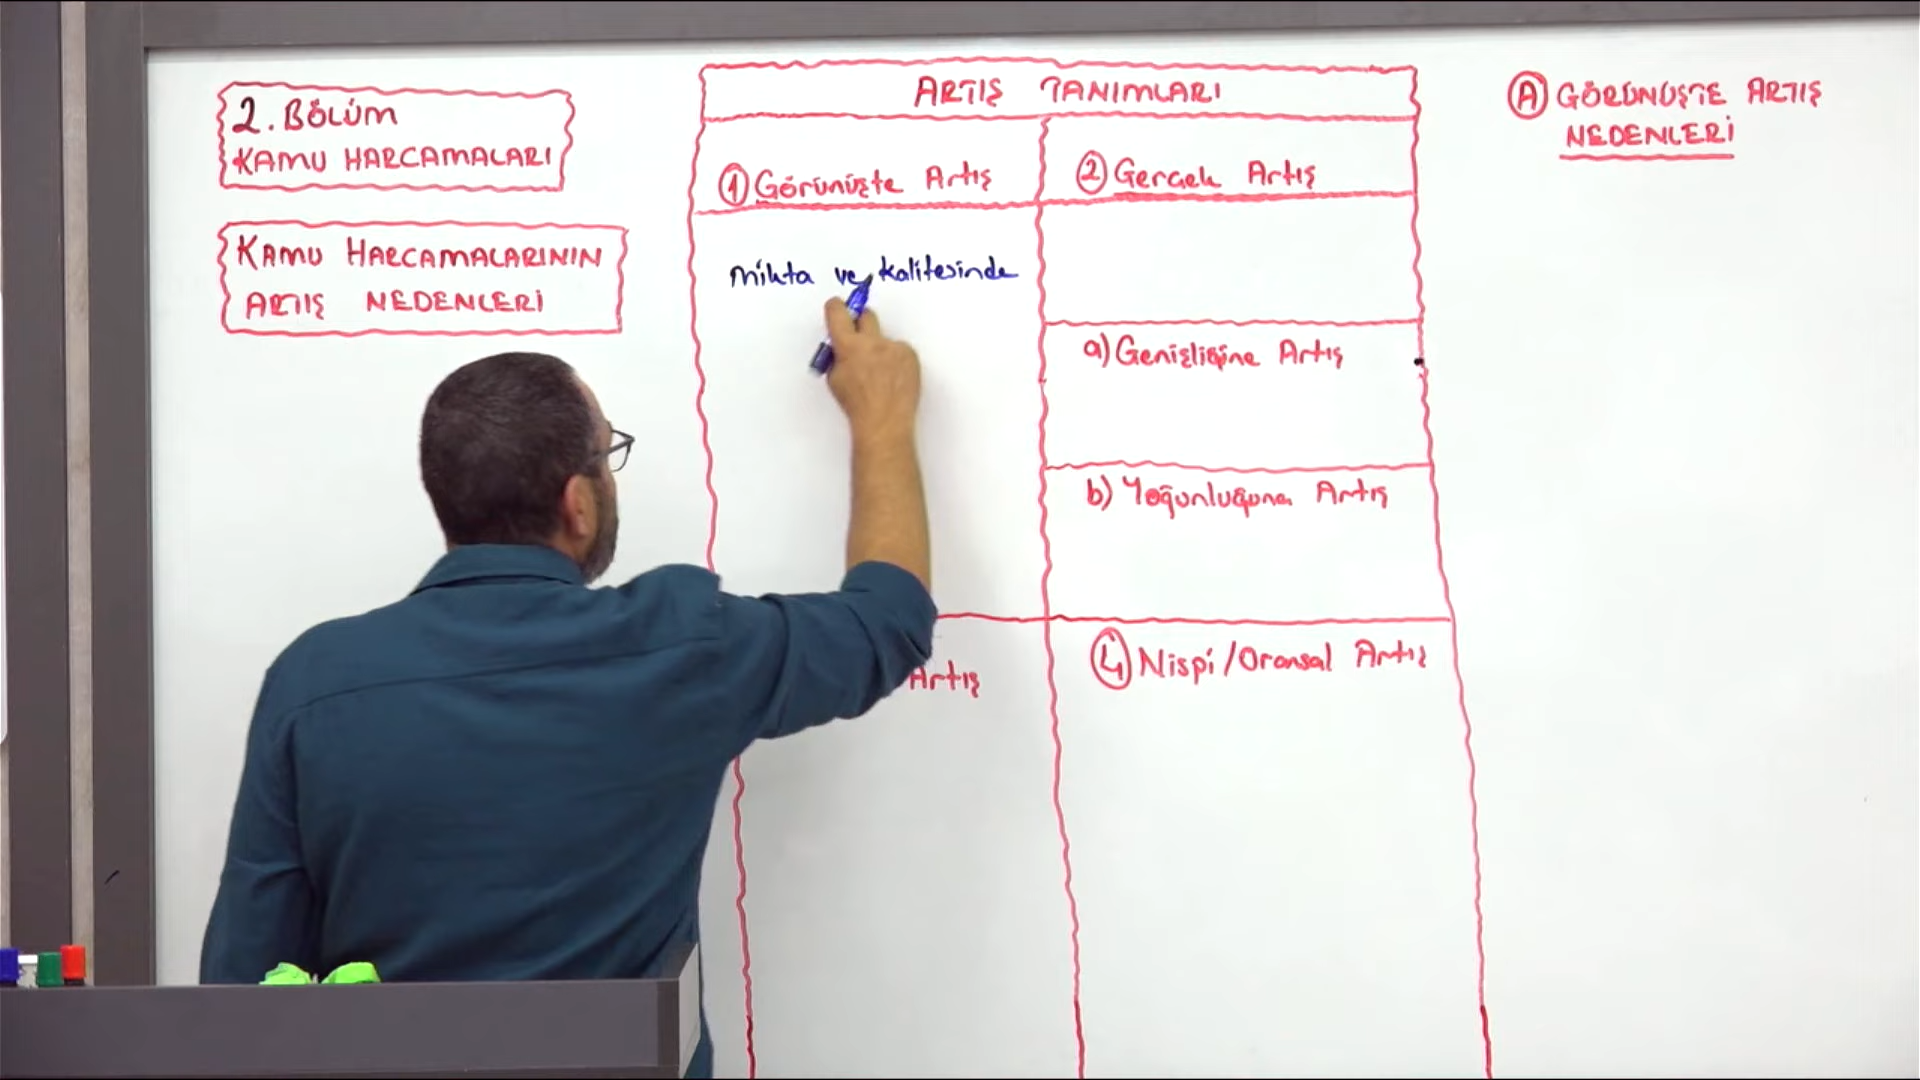 2. BÖLÜM
KAMU HARCAMALARI
KAMU HARCAMALARININ
ARTIŞ NEDENLERİ
ARTIŞ TANIMLARI
1 Görünüşte Artış
2 Gerçek Artış
mikta ve kalitesinde
a) Genişliğine Artış
b) Yoğunluğuna Artış
Artış
4 Nispi/Oransal Artış
A GÖRÜNÜŞTE ARTIŞ
NEDENLERİ